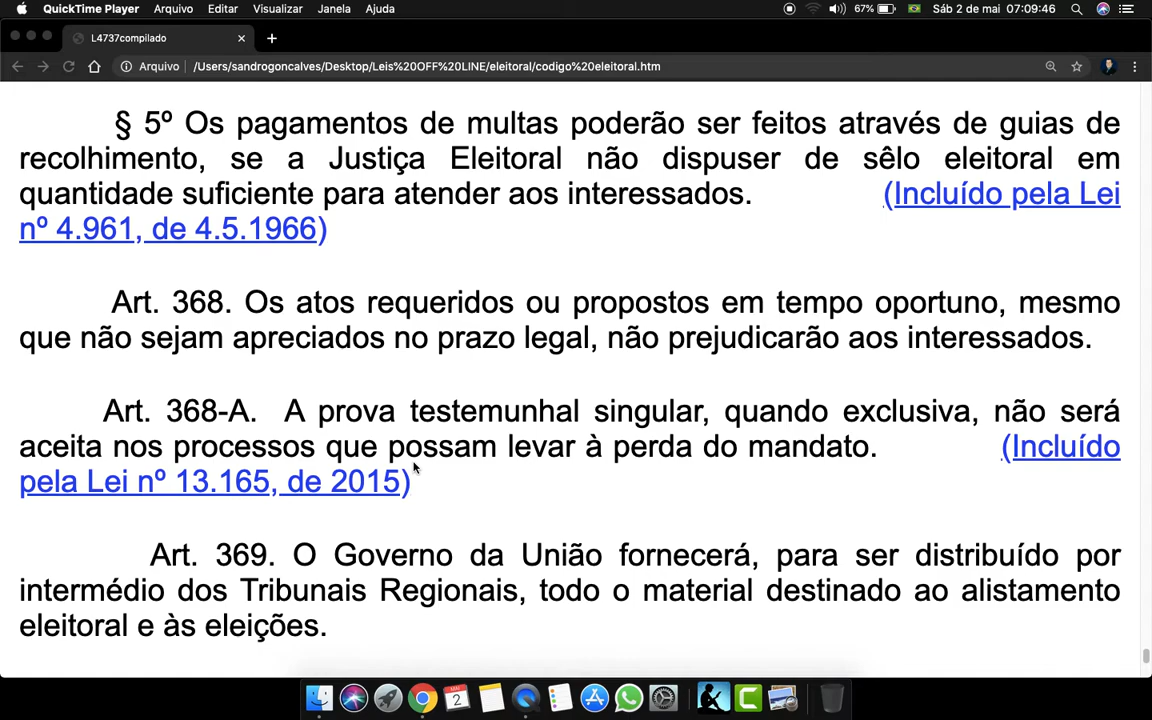 QuickTime Player Arquivo Editar Visualizar Janela Ajuda 67% Sáb 2 de mai 07:09:46
L4737compilado
Arquivo /Users/sandrogoncalves/Desktop/Leis%20OFF%20LINE/eleitoral/codigo%20eleitoral.htm
§ 5º Os pagamentos de multas poderão ser feitos através de guias de
recolhimento, se a Justiça Eleitoral não dispuser de sêlo eleitoral em
quantidade suficiente para atender aos interessados. (Incluído pela Lei
nº 4.961, de 4.5.1966)
Art. 368. Os atos requeridos ou propostos em tempo oportuno, mesmo
que não sejam apreciados no prazo legal, não prejudicarão aos interessados.
Art. 368-A. A prova testemunhal singular, quando exclusiva, não será
aceita nos processos que possam levar à perda do mandato. (Incluído
pela Lei nº 13.165, de 2015)
Art. 369. O Governo da União fornecerá, para ser distribuído por
intermédio dos Tribunais Regionais, todo o material destinado ao alistamento
eleitoral e às eleições.
MAI
2